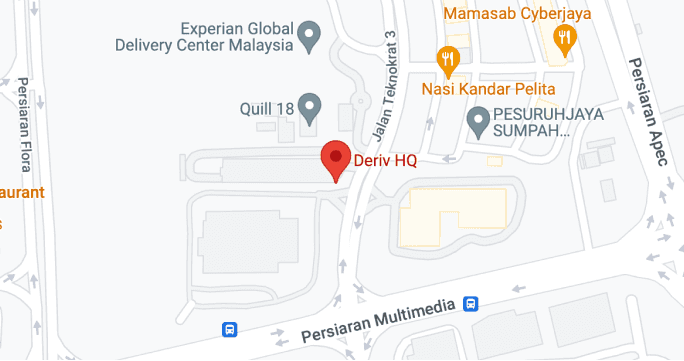 Mamasab Cyberjaya
Experian Global
Delivery Center Malaysia
Nasi Kandar Pelita
Jalan Teknokrat 3
Persiaran Apec
Persiaran Flora
Quill 18
PESURUHJAYA
SUMPAH...
Deriv HQ
aurant
s
Persiaran Multimedia